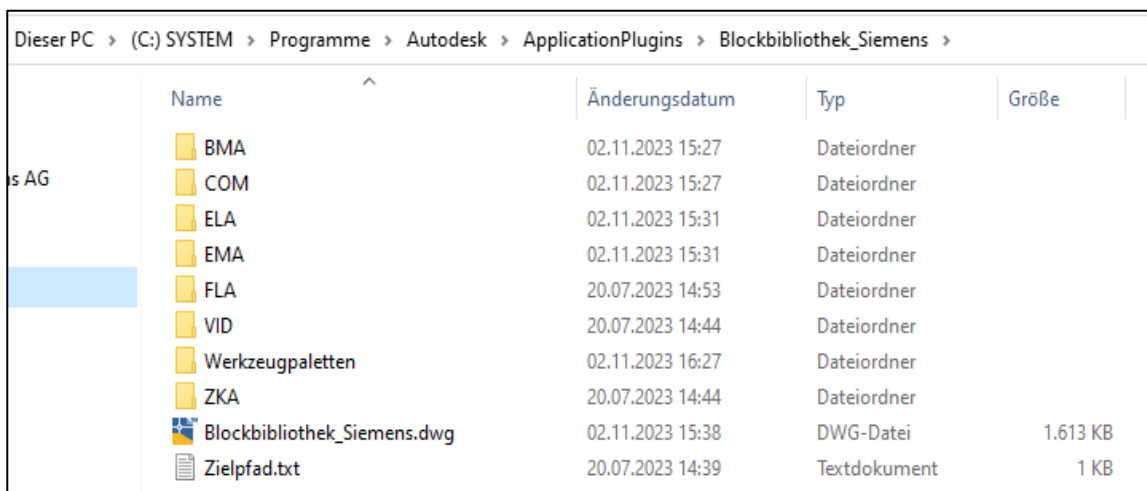 Dieser PC > (C:) SYSTEM > Programme > Autodesk > ApplicationPlugins > Blockbibliothek_Siemens >
Name Änderungsdatum Typ Größe
BMA 02.11.2023 15:27 Dateiordner
is AG
COM 02.11.2023 15:27 Dateiordner
ELA 02.11.2023 15:31 Dateiordner
EMA 02.11.2023 15:31 Dateiordner
FLA 20.07.2023 14:53 Dateiordner
VID 20.07.2023 14:44 Dateiordner
Werkzeugpaletten 02.11.2023 16:27 Dateiordner
ZKA 20.07.2023 14:44 Dateiordner
Blockbibliothek_Siemens.dwg 02.11.2023 15:38 DWG-Datei 1.613 KB
Zielpfad.txt 20.07.2023 14:39 Textdokument 1 KB